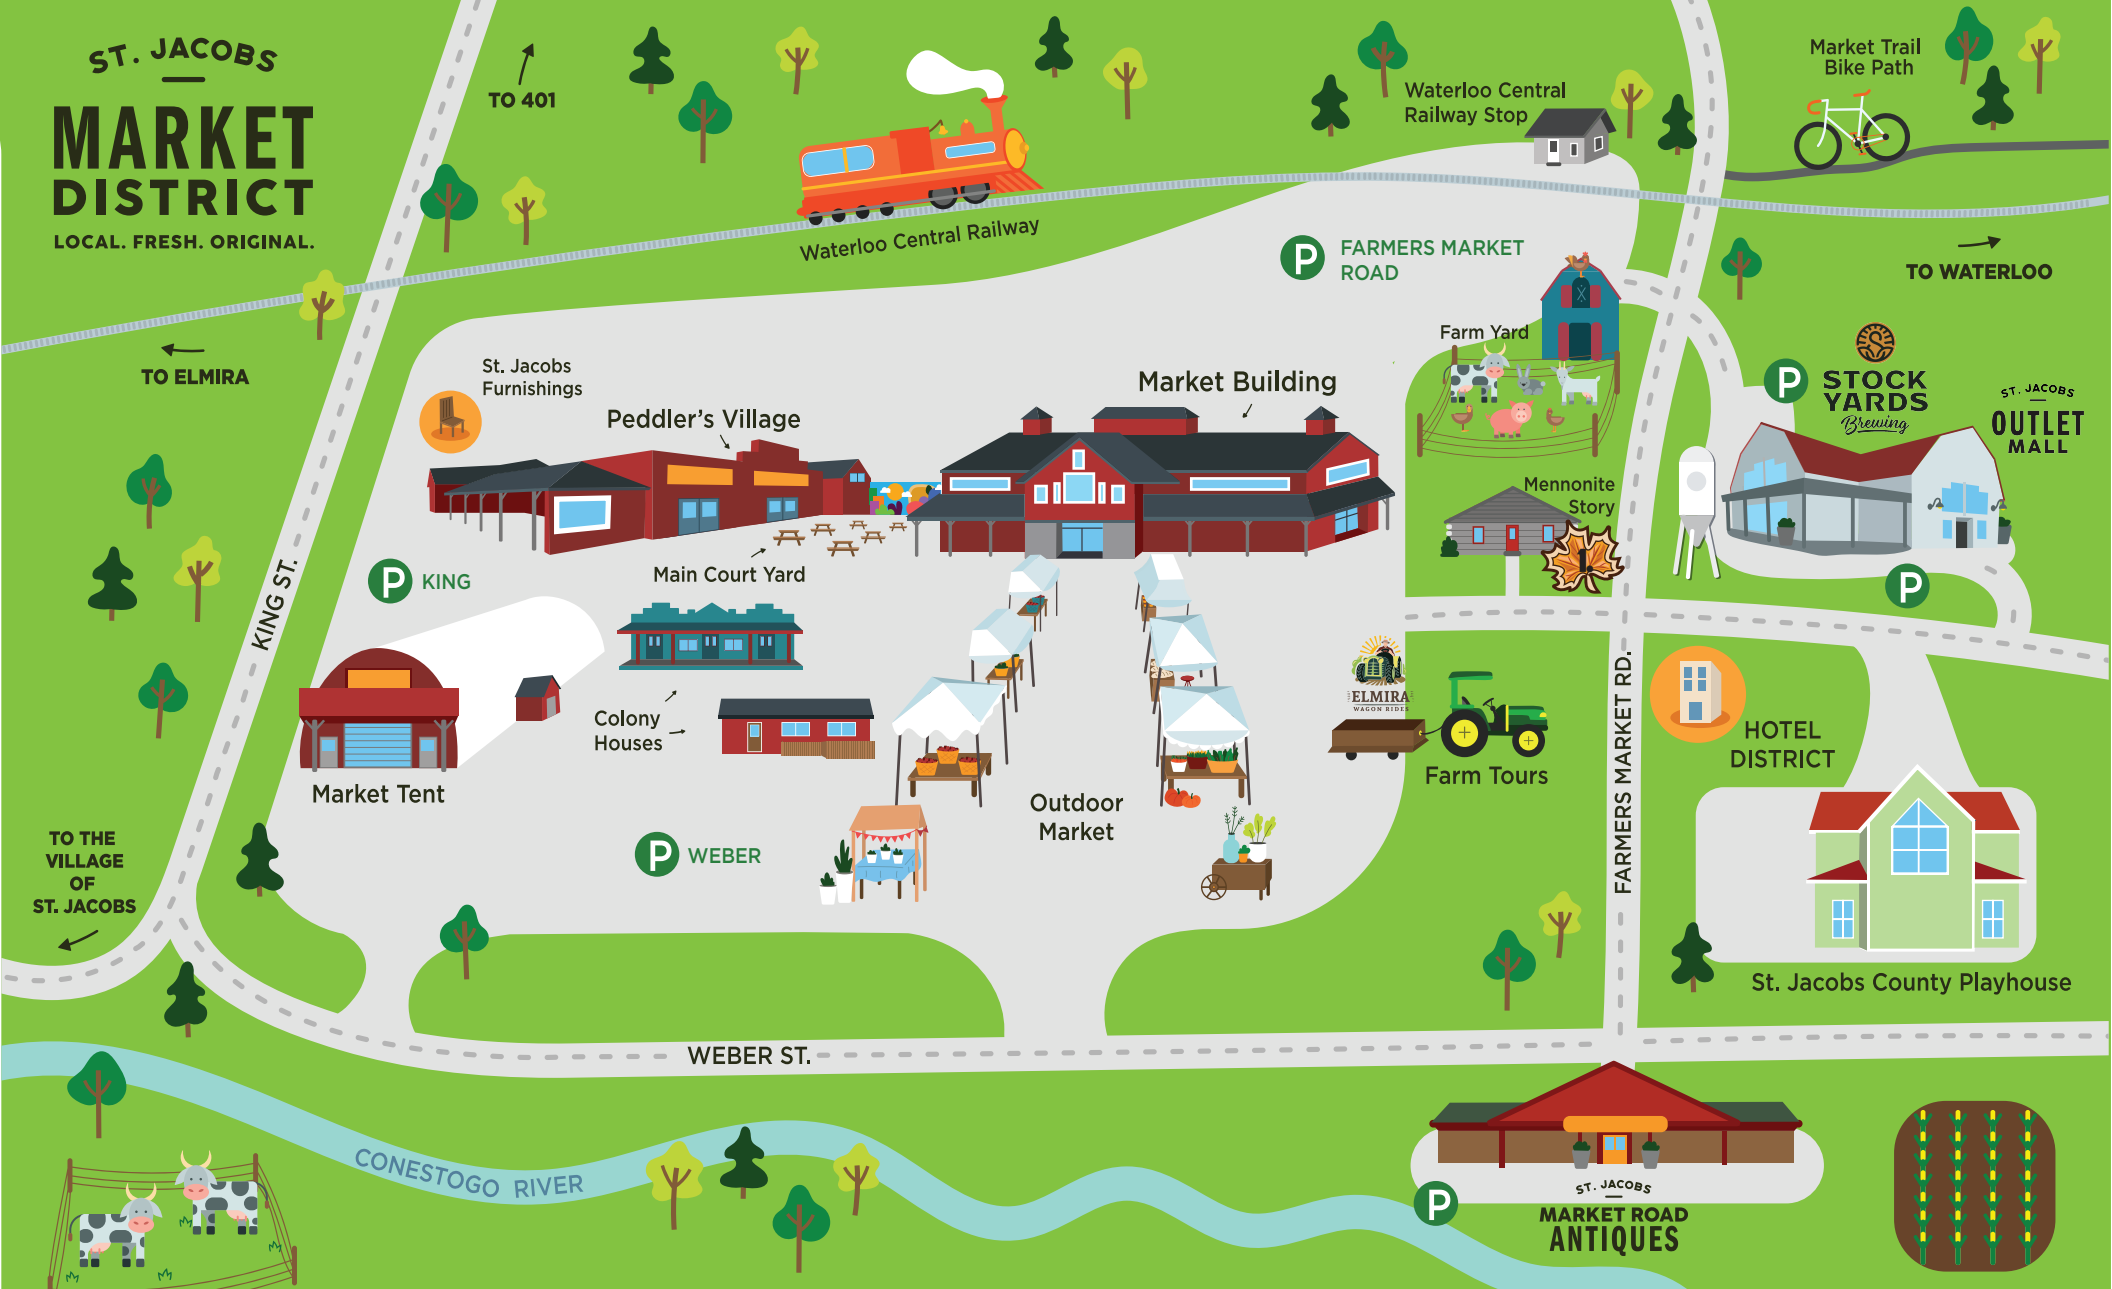 ST. JACOBS
MARKET
DISTRICT
LOCAL. FRESH. ORIGINAL.
TO 401
Waterloo Central
Railway Stop
Market Trail
Bike Path
Waterloo Central Railway
P FARMERS MARKET
ROAD
TO WATERLOO
TO ELMIRA
Farm Yard
St. Jacobs
Furnishings
Peddler's Village
Market Building
P
STOCK
YARDS
Brewing
ST. JACOBS
OUTLET
MALL
Mennonite
Story
Main Court Yard
P KING
P
KING ST.
ELMIRA
WAGON RIDES
Farm Tours
FARMERS MARKET RD.
HOTEL
DISTRICT
Colony
Houses
Market Tent
Outdoor
Market
P WEBER
TO THE
VILLAGE
OF
ST. JACOBS
St. Jacobs County Playhouse
WEBER ST.
CONESTOGO RIVER
P
ST. JACOBS
MARKET ROAD
ANTIQUES